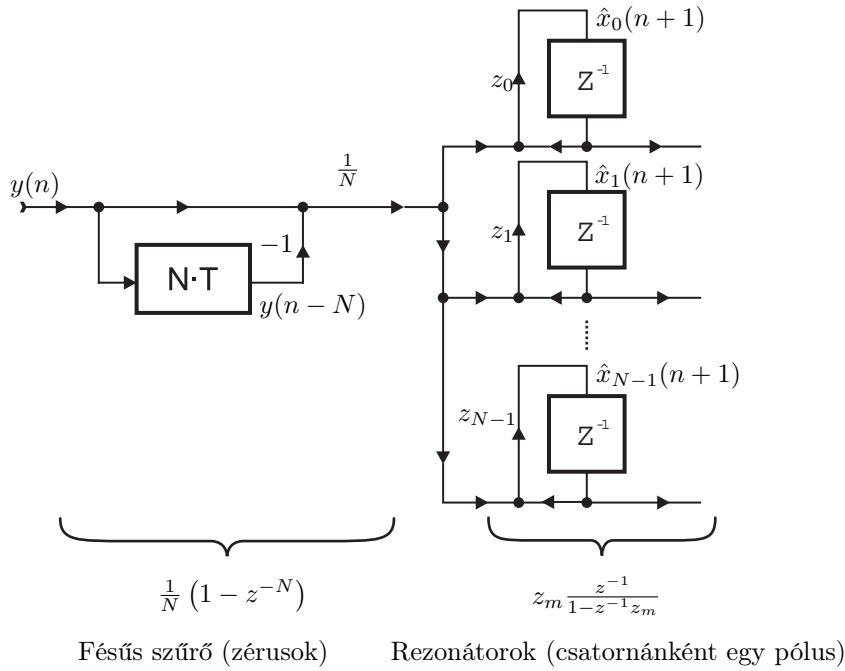 x̂₀(n + 1)
z₀
Z⁻¹
y(n)
1/N
x̂₁(n + 1)
z₁
Z⁻¹
−1
N·T
y(n − N)
x̂_{N−1}(n + 1)
z_{N−1}
Z⁻¹
1/N (1 − z^{−N})
z_m z^{−1}/(1−z^{−1}z_m)
Fésűs szűrő (zérusok)
Rezonátorok (csatornánként egy pólus)